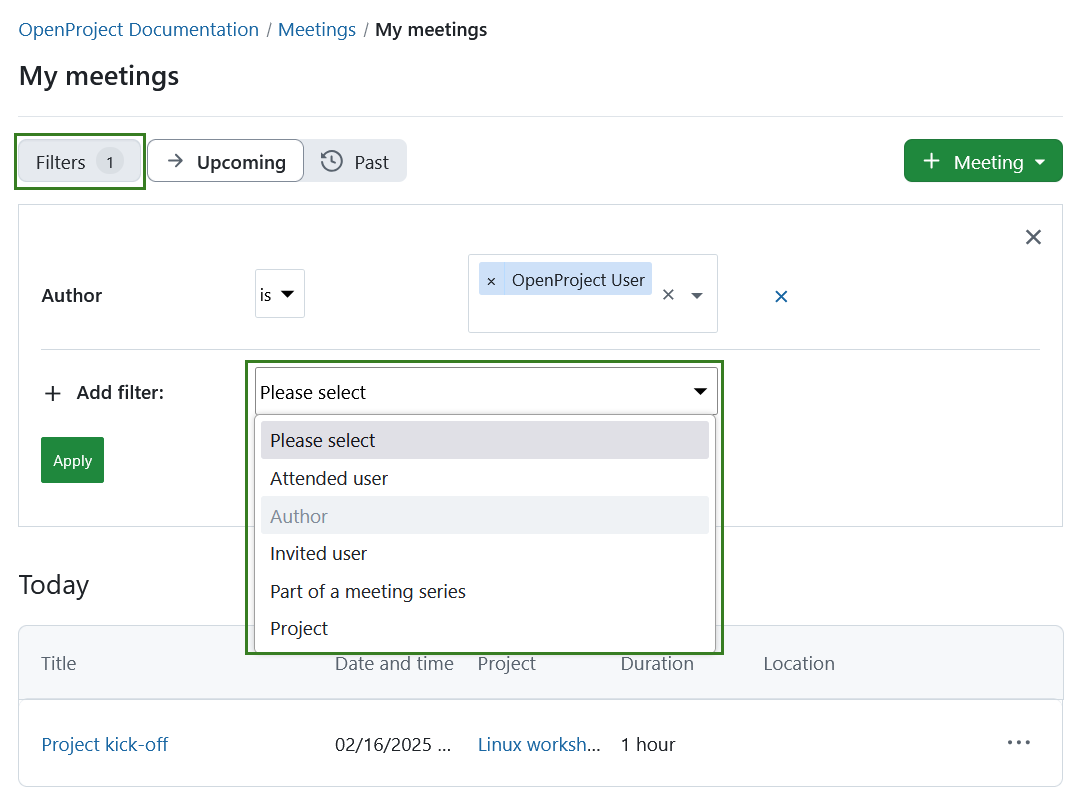 OpenProject Documentation / Meetings / My meetings
My meetings
Filters 1 Upcoming Past Meeting
Author is × OpenProject User
Add filter: Please select
Please select
Apply
Attended user
Author
Invited user
Part of a meeting series
Project
Today
Title Date and time Project Duration Location
Project kick-off 02/16/2025 ... Linux worksh... 1 hour